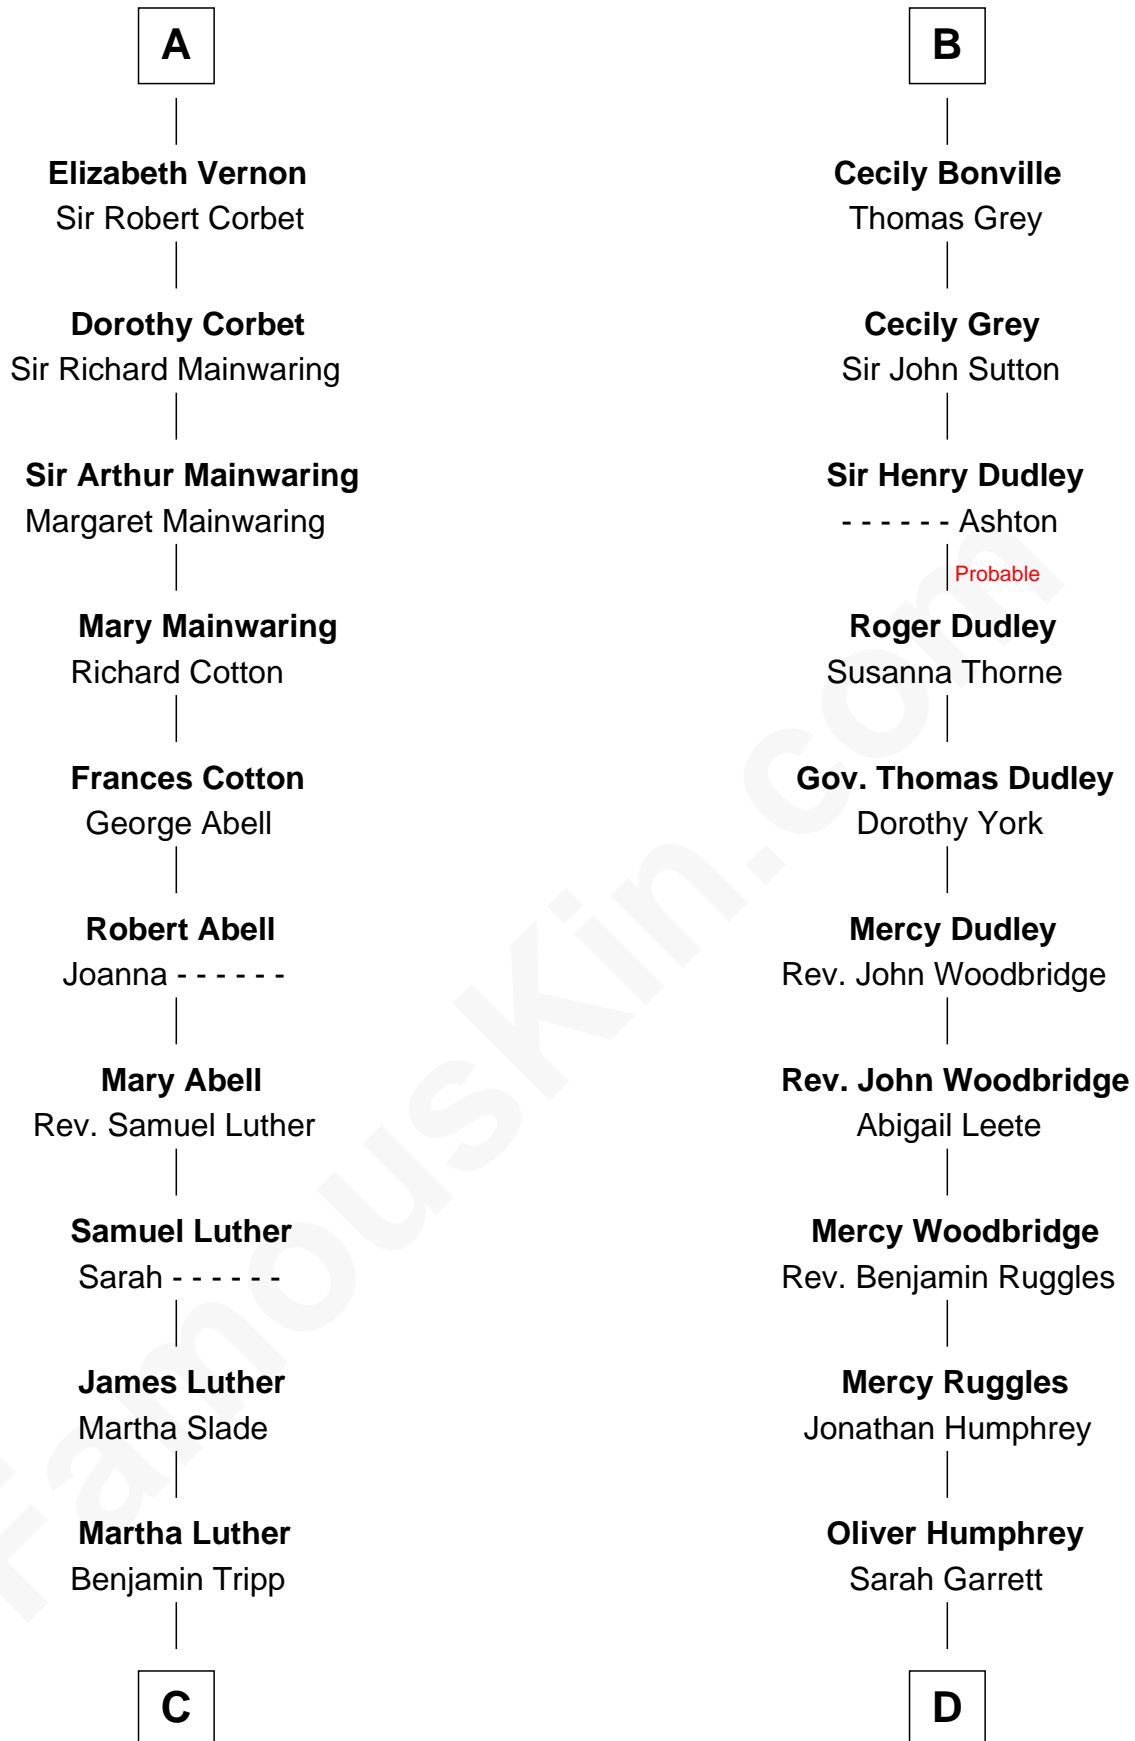 A
Elizabeth Vernon
Sir Robert Corbet
Dorothy Corbet
Sir Richard Mainwaring
Sir Arthur Mainwaring
Margaret Mainwaring
Mary Mainwaring
Richard Cotton
Frances Cotton
George Abell
Robert Abell
Joanna - - - - - -
Mary Abell
Rev. Samuel Luther
Samuel Luther
Sarah - - - - - -
James Luther
Martha Slade
Martha Luther
Benjamin Tripp
C
B
Cecily Bonville
Thomas Grey
Cecily Grey
Sir John Sutton
Sir Henry Dudley
- - - - - - Ashton
Probable
Roger Dudley
Susanna Thorne
Gov. Thomas Dudley
Dorothy York
Mercy Dudley
Rev. John Woodbridge
Rev. John Woodbridge
Abigail Leete
Mercy Woodbridge
Rev. Benjamin Ruggles
Mercy Ruggles
Jonathan Humphrey
Oliver Humphrey
Sarah Garrett
D
FamousKin.com